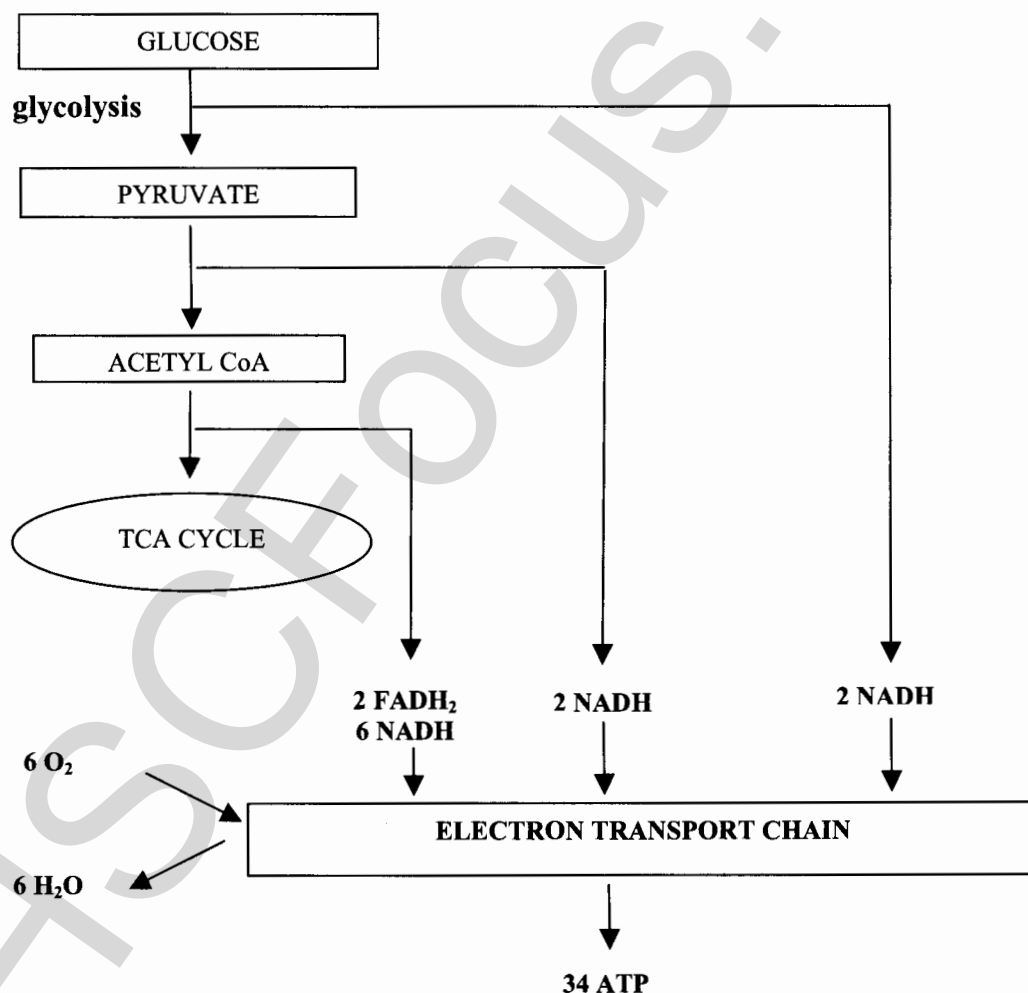 GLUCOSE
glycolysis
PYRUVATE
ACETYL CoA
TCA CYCLE
2 FADH₂
6 NADH
2 NADH
2 NADH
6 O₂
ELECTRON TRANSPORT CHAIN
6 H₂O
34 ATP
HSCFocus.